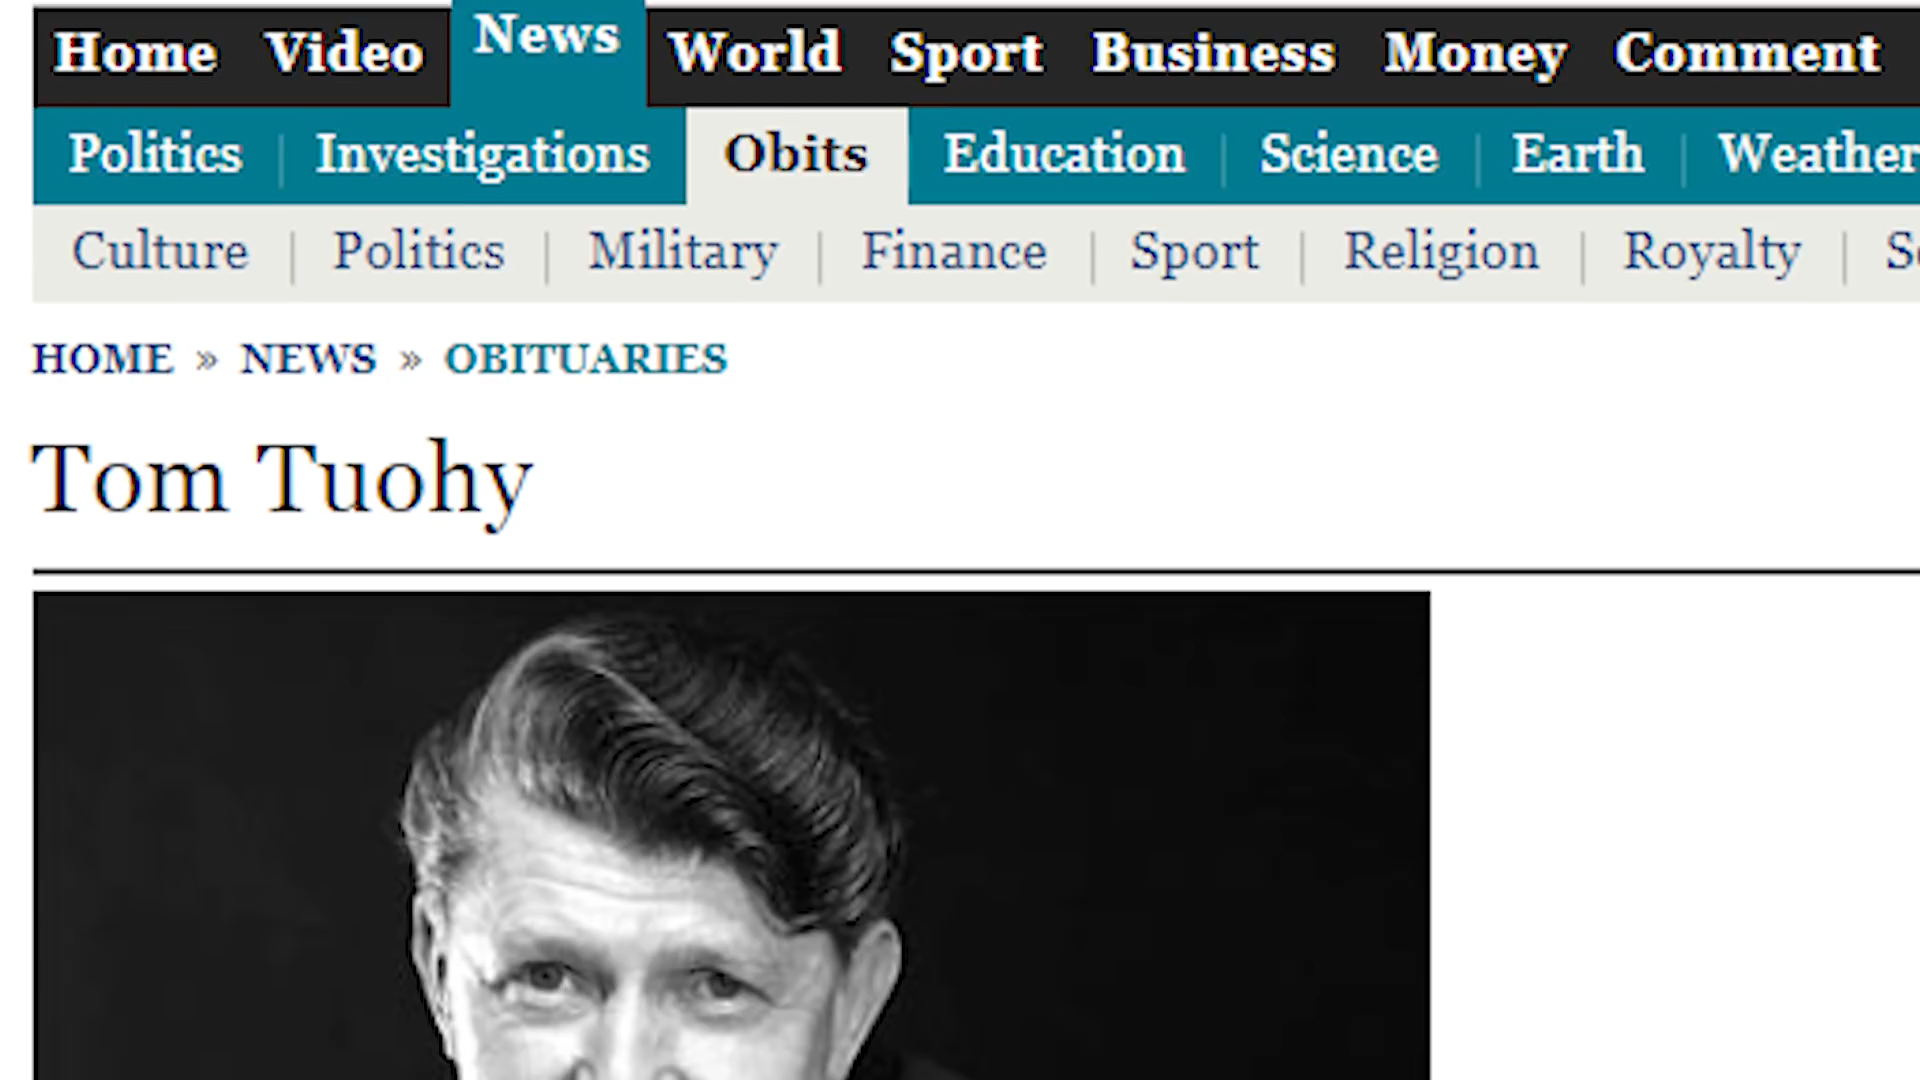 Home Video News World Sport Business Money Comment
Politics Investigations Obits Education Science Earth Weather
Culture Politics Military Finance Sport Religion Royalty
HOME » NEWS » OBITUARIES
Tom Tuohy